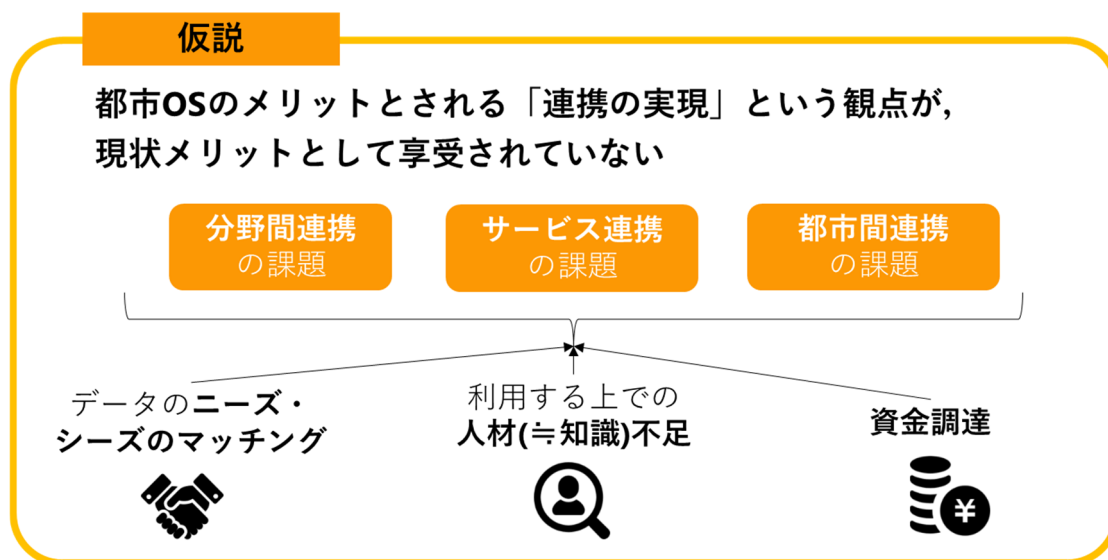 仮説
都市OSのメリットとされる「連携の実現」という観点が,
現状メリットとして享受されていない
分野間連携
の課題
サービス連携
の課題
都市間連携
の課題
データのニーズ・
シーズのマッチング
利用する上での
人材(≒知識)不足
資金調達
¥